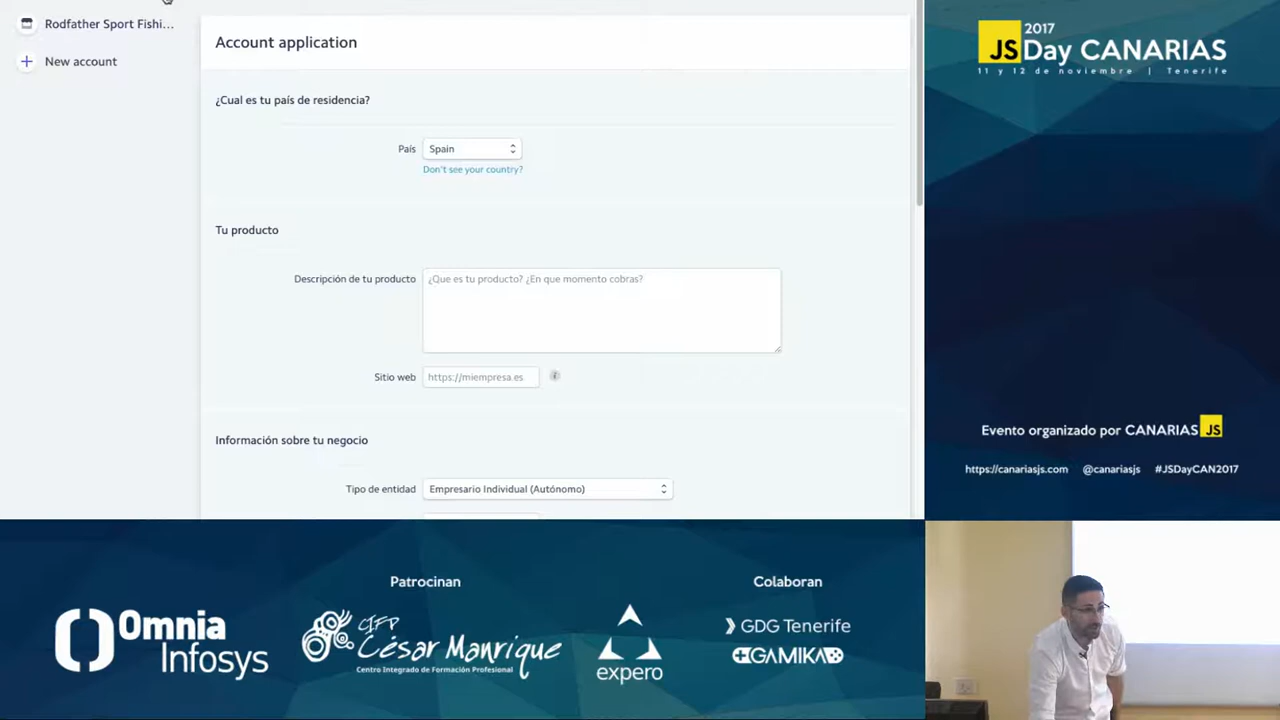 Rodfather Sport Fishi...
New account
Account application
¿Cual es tu país de residencia?
País
Spain
Don't see your country?
Tu producto
Descripción de tu producto
¿Que es tu producto? ¿En que momento cobras?
Sitio web
https://miempresa.es
Información sobre tu negocio
Tipo de entidad
Empresario Individual (Autónomo)
2017
JSDay CANARIAS
11 y 12 de noviembre | Tenerife
Evento organizado por CANARIAS JS
https://canariasjs.com @canariasjs #JSDayCAN2017
Patrocinan
Omnia
Infosys
CIFP
César Manrique
Centro Integrado de Formación Profesional
expero
Colaboran
GDG Tenerife
GAMIKA